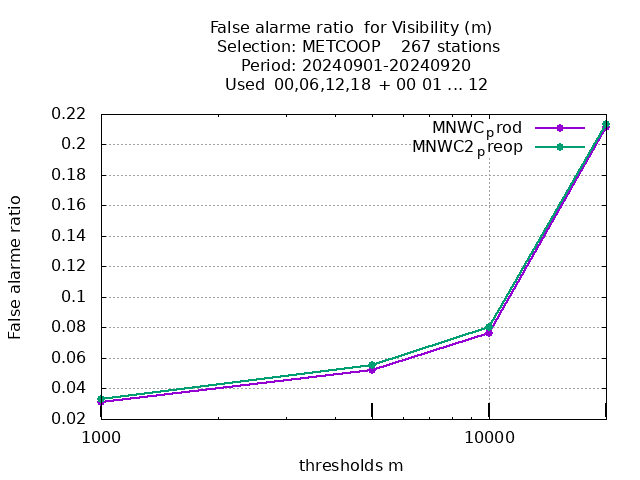 False alarme ratio  for Visibility (m)
Selection: METCOOP    267 stations
Period: 20240901-20240920
Used  00,06,12,18  + 00 01 ... 12
MNWCprod
MNWC2preop
0.22
0.2
0.18
0.16
0.14
0.12
0.1
0.08
0.06
0.04
0.02
False alarme ratio
1000
10000
thresholds m